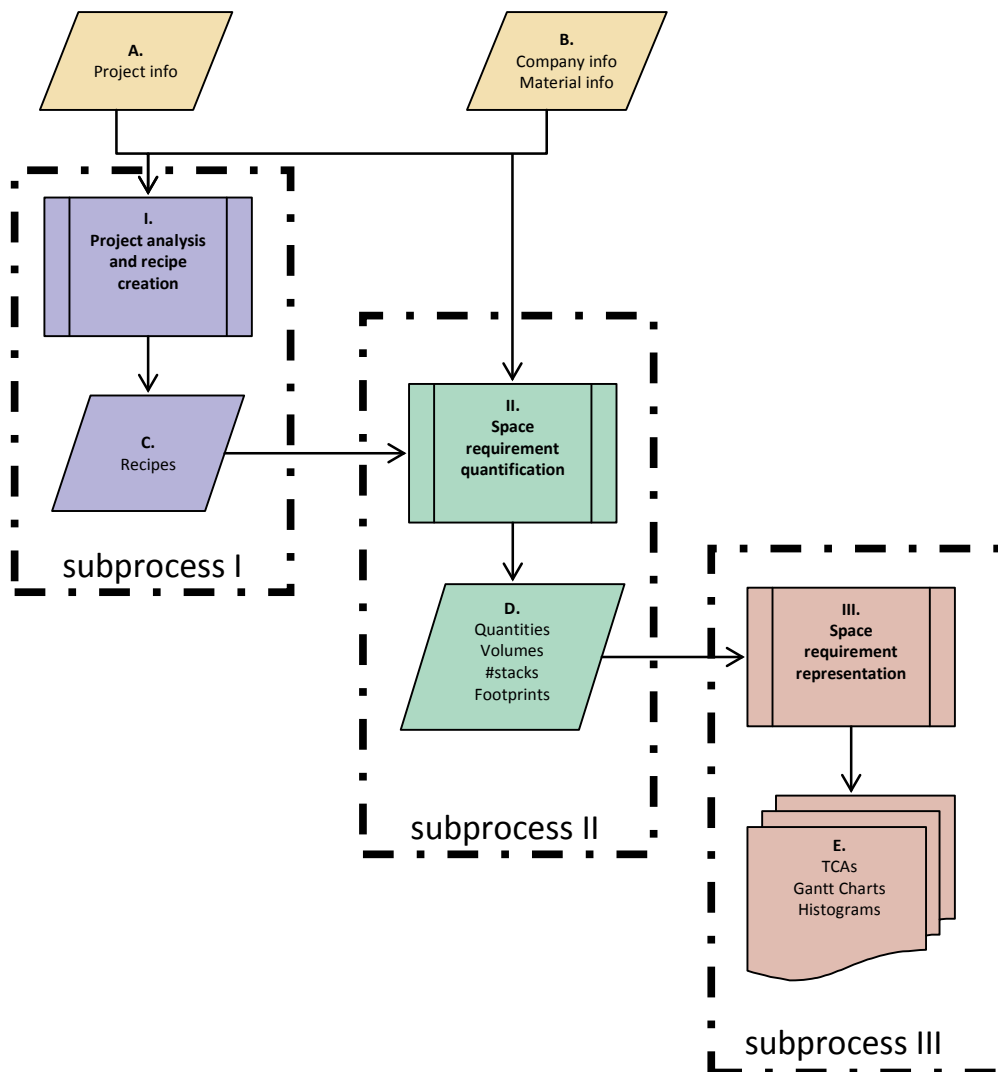 A.
Project info
B.
Company info
Material info
I.
Project analysis
and recipe
creation
C.
Recipes
subprocess I
II.
Space
requirement
quantification
D.
Quantities
Volumes
#stacks
Footprints
subprocess II
III.
Space
requirement
representation
E.
TCAs
Gantt Charts
Histograms
subprocess III